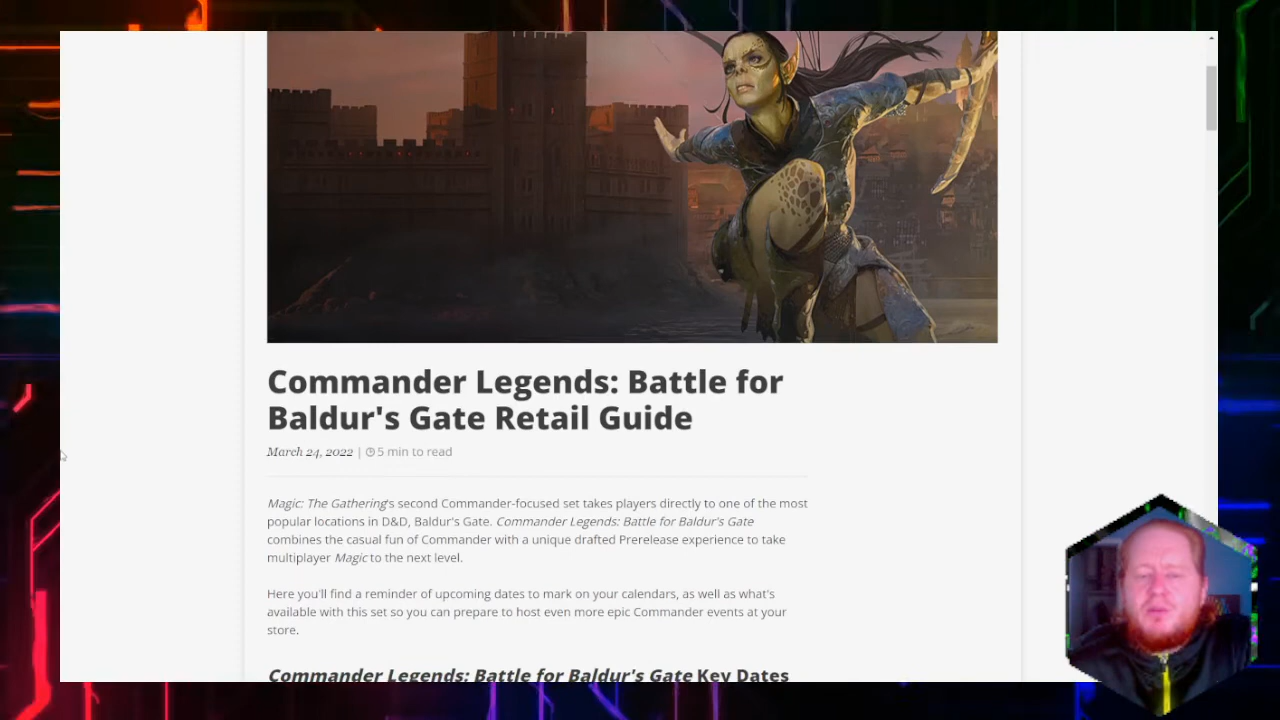 Commander Legends: Battle for
Baldur's Gate Retail Guide
March 24, 2022 | 5 min to read
Magic: The Gathering's second Commander-focused set takes players directly to one of the most
popular locations in D&D, Baldur's Gate. Commander Legends: Battle for Baldur's Gate
combines the casual fun of Commander with a unique drafted Prerelease experience to take
multiplayer Magic to the next level.
Here you'll find a reminder of upcoming dates to mark on your calendars, as well as what's
available with this set so you can prepare to host even more epic Commander events at your
store.
Commander Legends: Battle for Baldur's Gate Key Dates